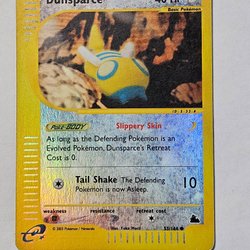 Dunsparce
Basic Pokémon
Poké-BODY Slippery Skin
As long as the Defending Pokémon is an
Evolved Pokémon, Dunsparce's Retreat
Cost is 0.
Tail Shake The Defending
Pokémon is now Asleep. 10
weakness resistance retreat cost